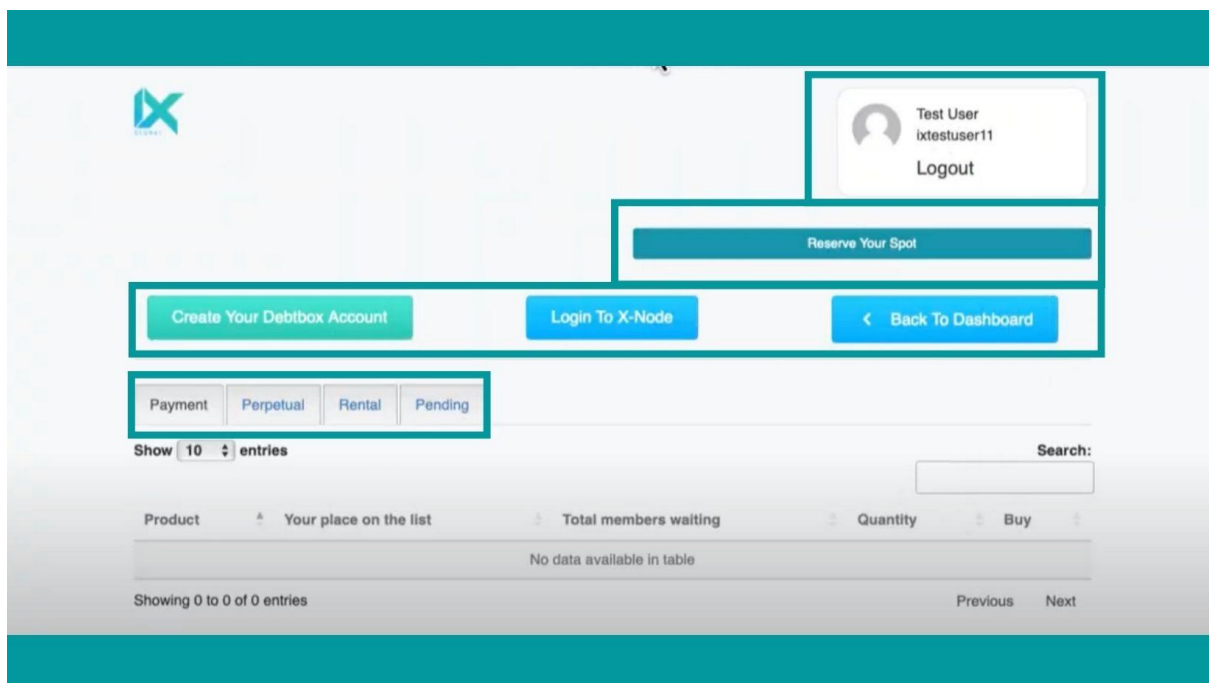 IX
GLOBAL
Test User
ixtestuser11
Logout
Reserve Your Spot
Create Your Debtbox Account
Login To X-Node
Back To Dashboard
Payment Perpetual Rental Pending
Show 10 entries
Search:
Product Your place on the list Total members waiting Quantity Buy
No data available in table
Showing 0 to 0 of 0 entries
Previous Next